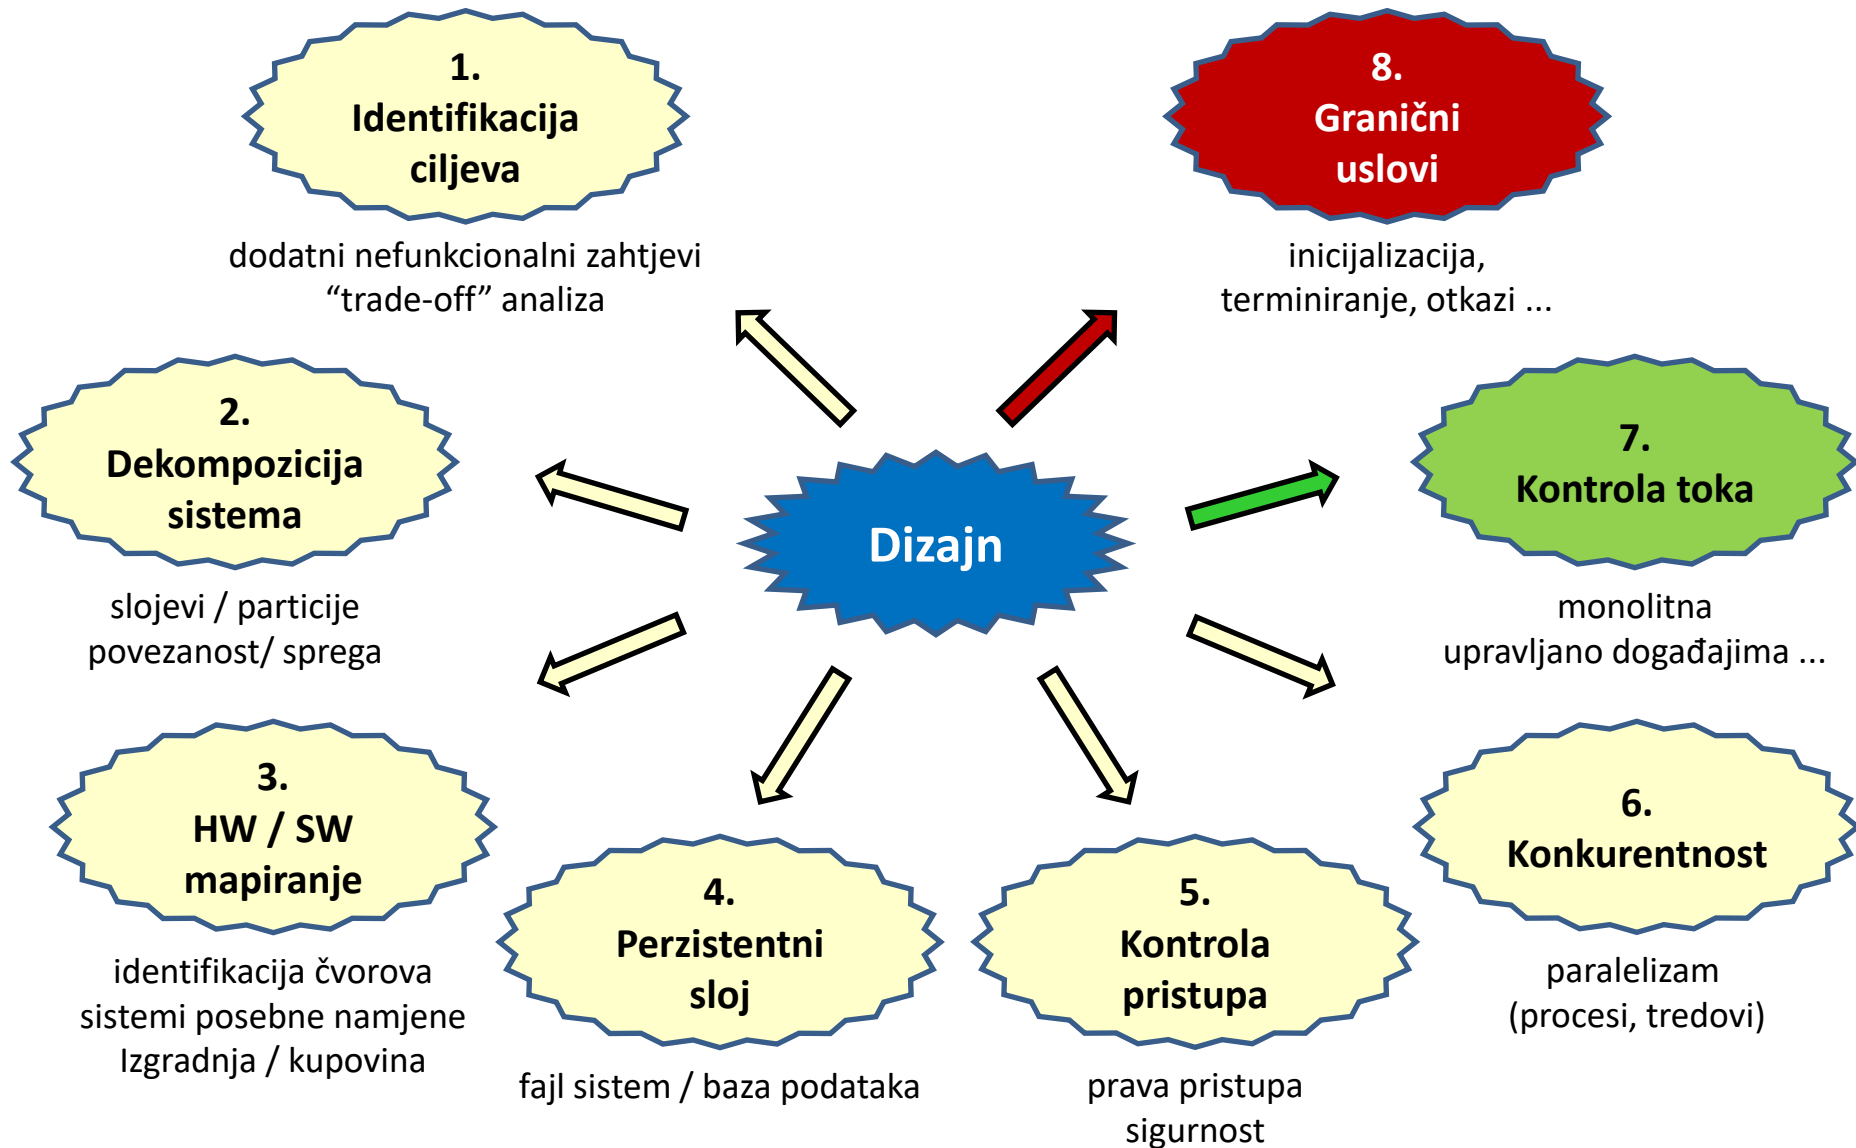 1.
Identifikacija
ciljeva
dodatni nefunkcionalni zahtjevi
“trade-off” analiza
8.
Granični
uslovi
inicijalizacija,
terminiranje, otkazi ...
2.
Dekompozicija
sistema
slojevi / particije
povezanost/ sprega
Dizajn
7.
Kontrola toka
monolitna
upravljano događajima ...
3.
HW / SW
mapiranje
identifikacija čvorova
sistemi posebne namjene
Izgradnja / kupovina
4.
Perzistentni
sloj
fajl sistem / baza podataka
5.
Kontrola
pristupa
prava pristupa
sigurnost
6.
Konkurentnost
paralelizam
(procesi, tredovi)